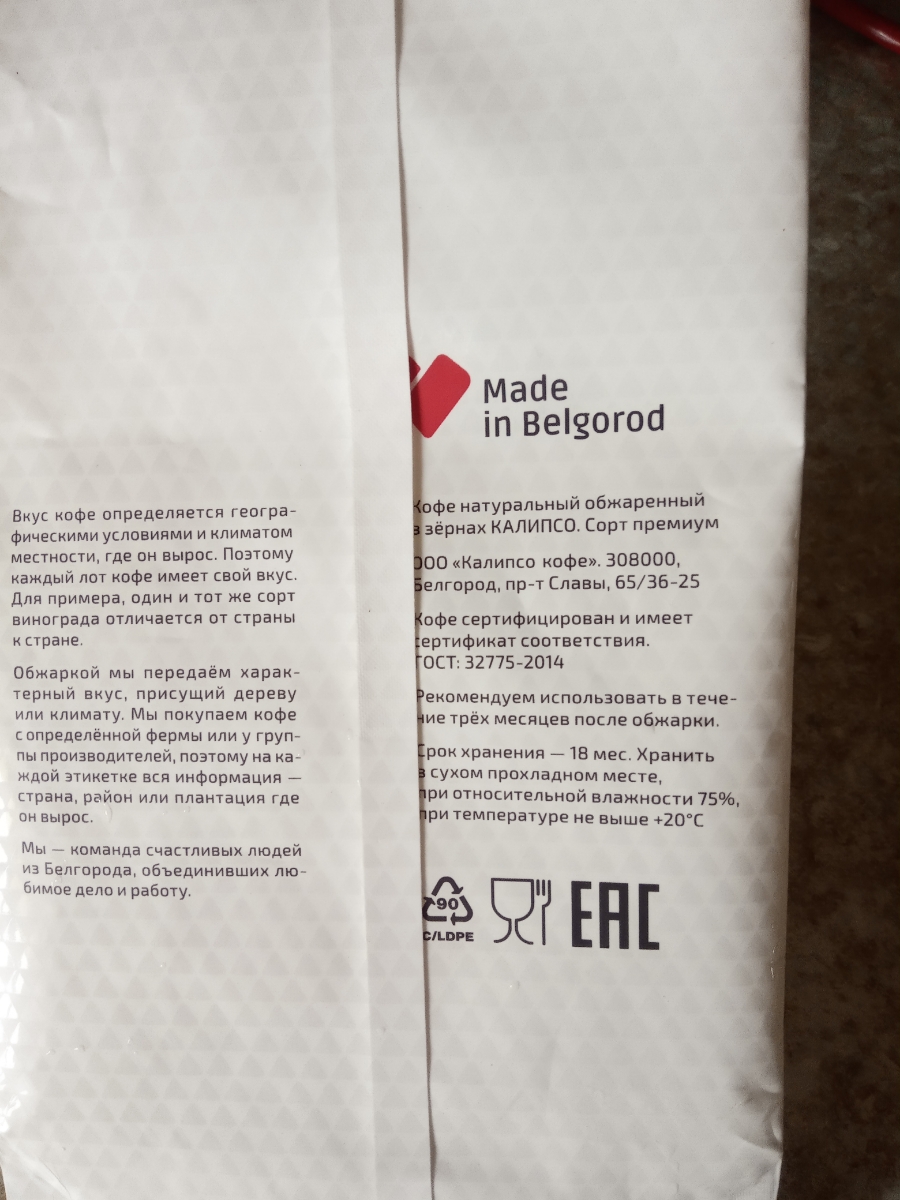 Вкус кофе определяется геогра-
фическими условиями и климатом
местности, где он вырос. Поэтому
каждый лот кофе имеет свой вкус.
Для примера, один и тот же сорт
винограда отличается от страны
к стране.
Обжаркой мы передаём харак-
терный вкус, присущий дереву
или климату. Мы покупаем кофе
с определённой фермы или у груп-
пы производителей, поэтому на ка-
ждой этикетке вся информация —
страна, район или плантация где
он вырос.
Мы — команда счастливых людей
из Белгорода, объединивших лю-
бимое дело и работу.
Made
in Belgorod
Кофе натуральный обжаренный
в зёрнах КАЛИПСО. Сорт премиум
ООО «Калипсо кофе». 308000,
Белгород, пр-т Славы, 65/36-25
Кофе сертифицирован и имеет
сертификат соответствия.
ГОСТ: 32775-2014
Рекомендуем использовать в тече-
ние трёх месяцев после обжарки.
Срок хранения — 18 мес. Хранить
в сухом прохладном месте,
при относительной влажности 75%,
при температуре не выше +20°C
90
C/LDPE
EAC